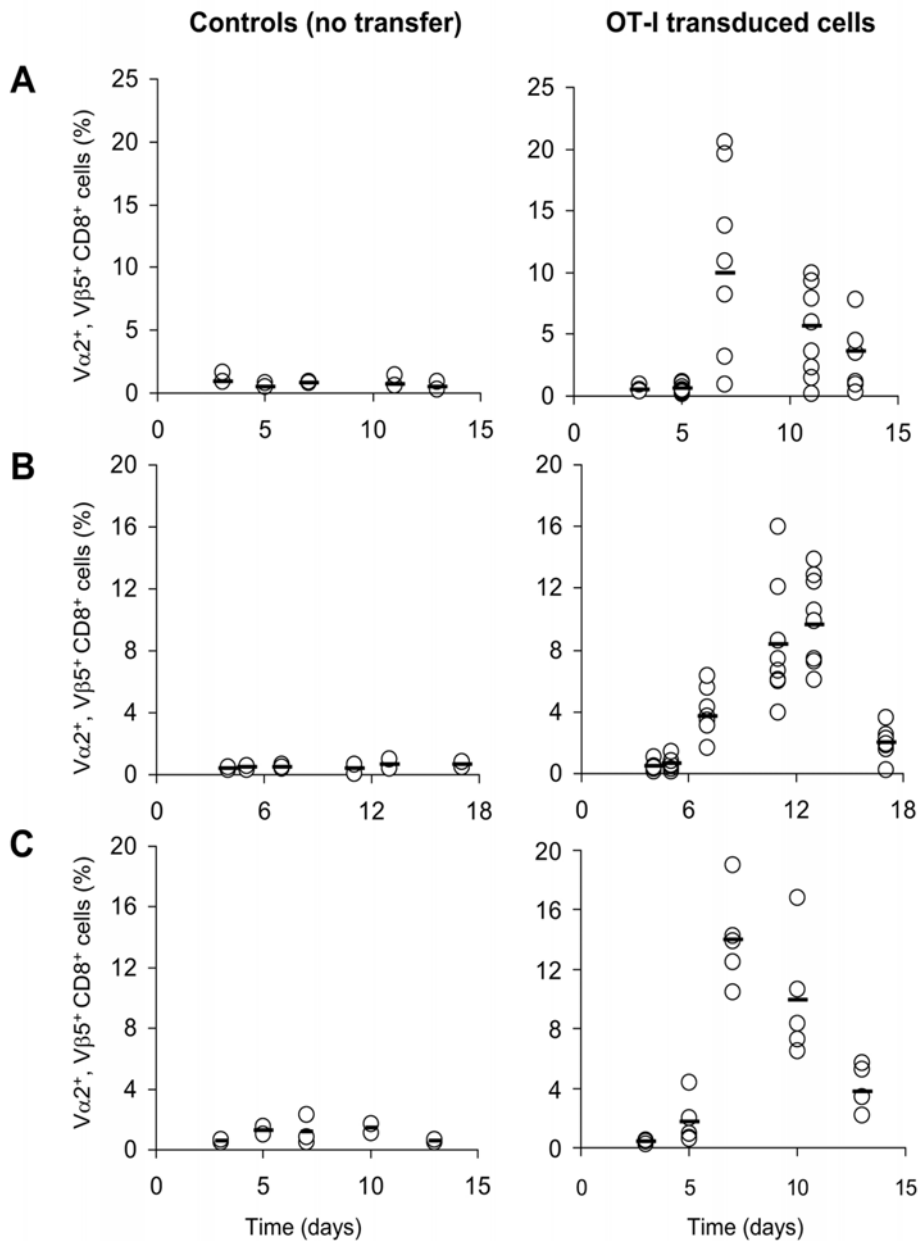 Controls (no transfer) OT-I transduced cells
A
Vα2⁺, Vβ5⁺ CD8⁺ cells (%)
25 25
20 20
15 15
10 10
5 5
0 0
0 5 10 15 0 5 10 15
B
Vα2⁺, Vβ5⁺ CD8⁺ cells (%)
20 20
16 16
12 12
8 8
4 4
0 0
0 6 12 18 0 6 12 18
C
Vα2⁺, Vβ5⁺ CD8⁺ cells (%)
20 20
16 16
12 12
8 8
4 4
0 0
0 5 10 15 0 5 10 15
Time (days) Time (days)